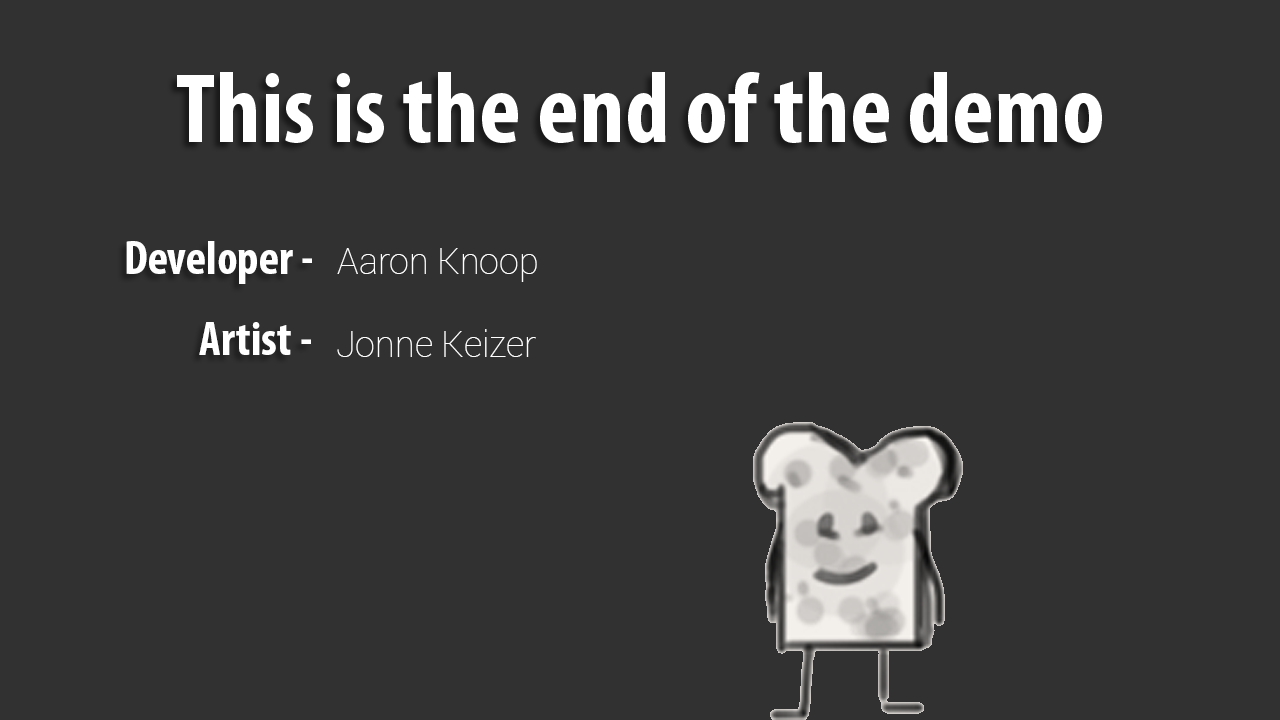 This is the end of the demo
Developer - Aaron Knoop
Artist - Jonne Keizer